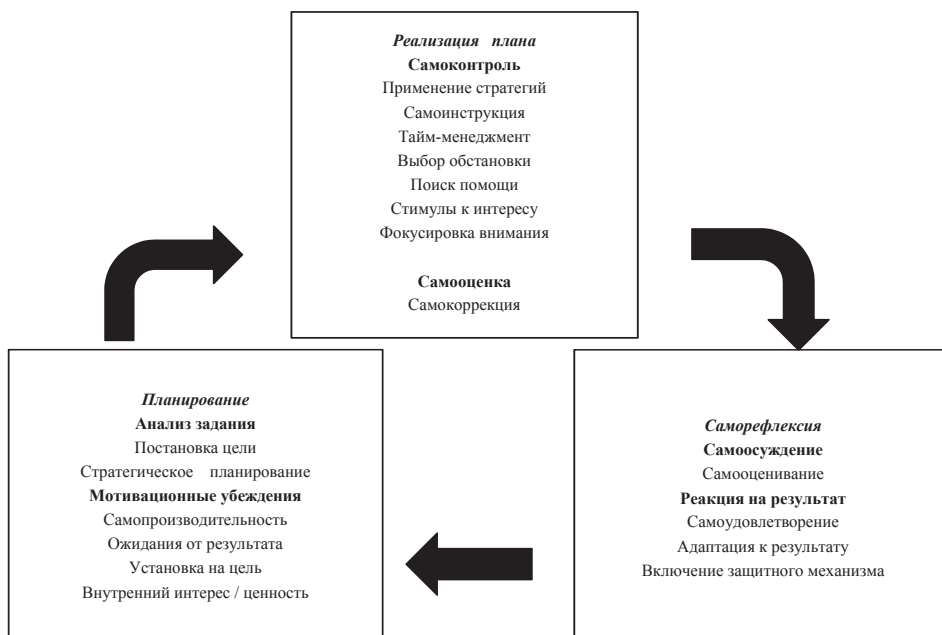 Реализация плана
Самоконтроль
Применение стратегий
Самоинструкция
Тайм-менеджмент
Выбор обстановки
Поиск помощи
Стимулы к интересу
Фокусировка внимания
Самооценка
Самокоррекция
Планирование
Анализ задания
Постановка цели
Стратегическое планирование
Мотивационные убеждения
Самопроизводительность
Ожидания от результата
Установка на цель
Внутренний интерес / ценность
Саморефлексия
Самоосуждение
Самооценивание
Реакция на результат
Самоудовлетворение
Адаптация к результату
Включение защитного механизма